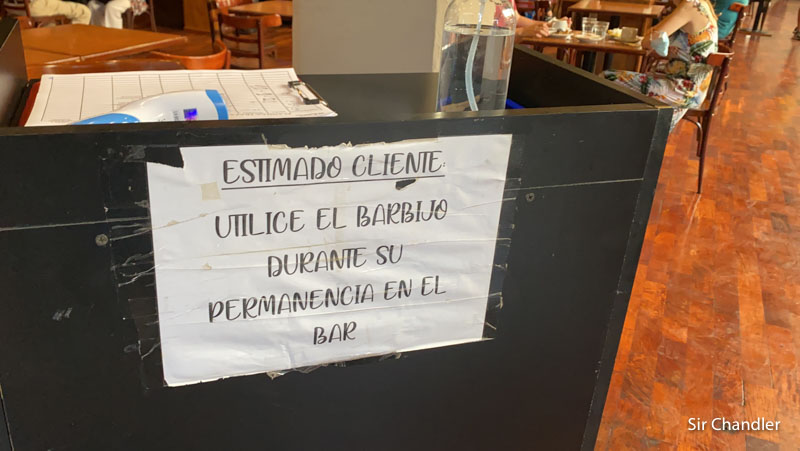 ESTIMADO CLIENTE:
UTILICE EL BARBIJO
DURANTE SU
PERMANENCIA EN EL
BAR
Sir Chandler